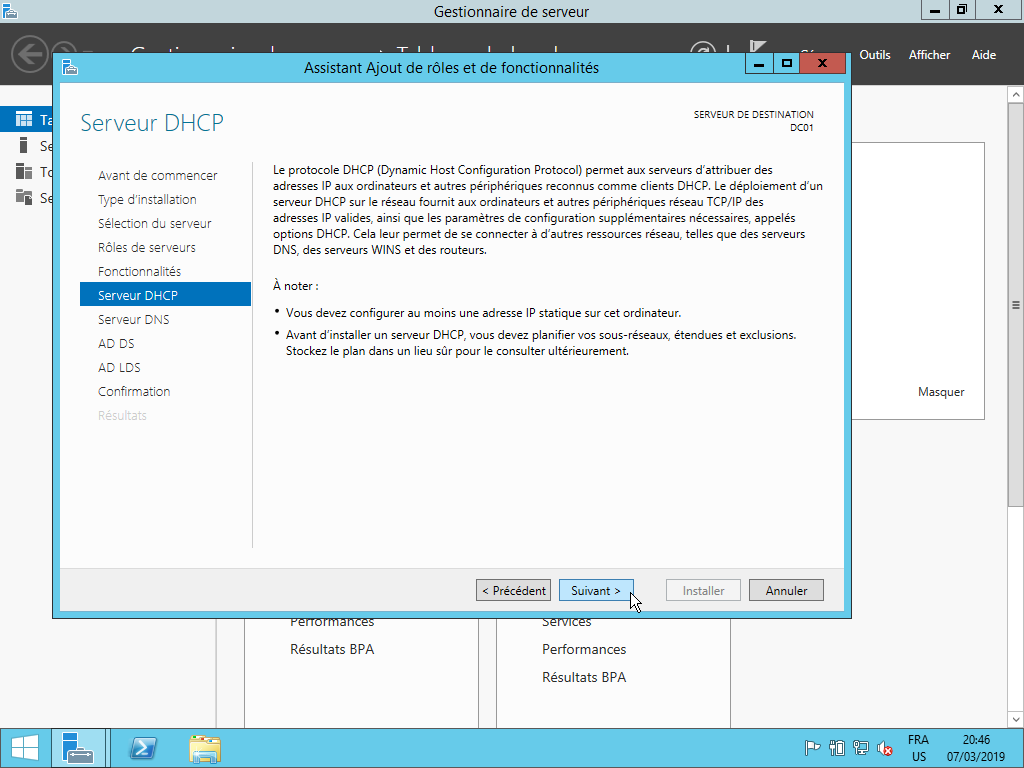 Gestionnaire de serveur
Outils
Afficher
Aide
Assistant Ajout de rôles et de fonctionnalités
Serveur DHCP
SERVEUR DE DESTINATION
DC01
Avant de commencer
Type d'installation
Sélection du serveur
Rôles de serveurs
Fonctionnalités
Serveur DHCP
Serveur DNS
AD DS
AD LDS
Confirmation
Résultats
Le protocole DHCP (Dynamic Host Configuration Protocol) permet aux serveurs d'attribuer des
adresses IP aux ordinateurs et autres périphériques reconnus comme clients DHCP. Le déploiement d'un
serveur DHCP sur le réseau fournit aux ordinateurs et autres périphériques réseau TCP/IP des
adresses IP valides, ainsi que les paramètres de configuration supplémentaires nécessaires, appelés
options DHCP. Cela leur permet de se connecter à d'autres ressources réseau, telles que des serveurs
DNS, des serveurs WINS et des routeurs.
À noter :
• Vous devez configurer au moins une adresse IP statique sur cet ordinateur.
• Avant d'installer un serveur DHCP, vous devez planifier vos sous-réseaux, étendues et exclusions.
Stockez le plan dans un lieu sûr pour le consulter ultérieurement.
Masquer
< Précédent
Suivant >
Installer
Annuler
Performances
Résultats BPA
Services
Performances
Résultats BPA
FRA
US
20:46
07/03/2019